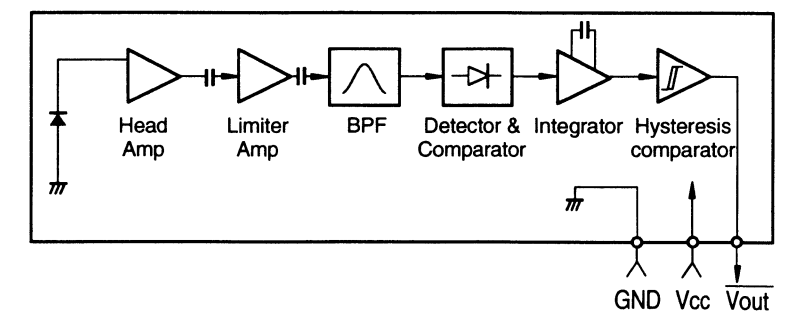 Head
Amp
Limiter
Amp
BPF
Detector &
Comparator
Integrator
Hysteresis
comparator
GND
Vcc
Vout